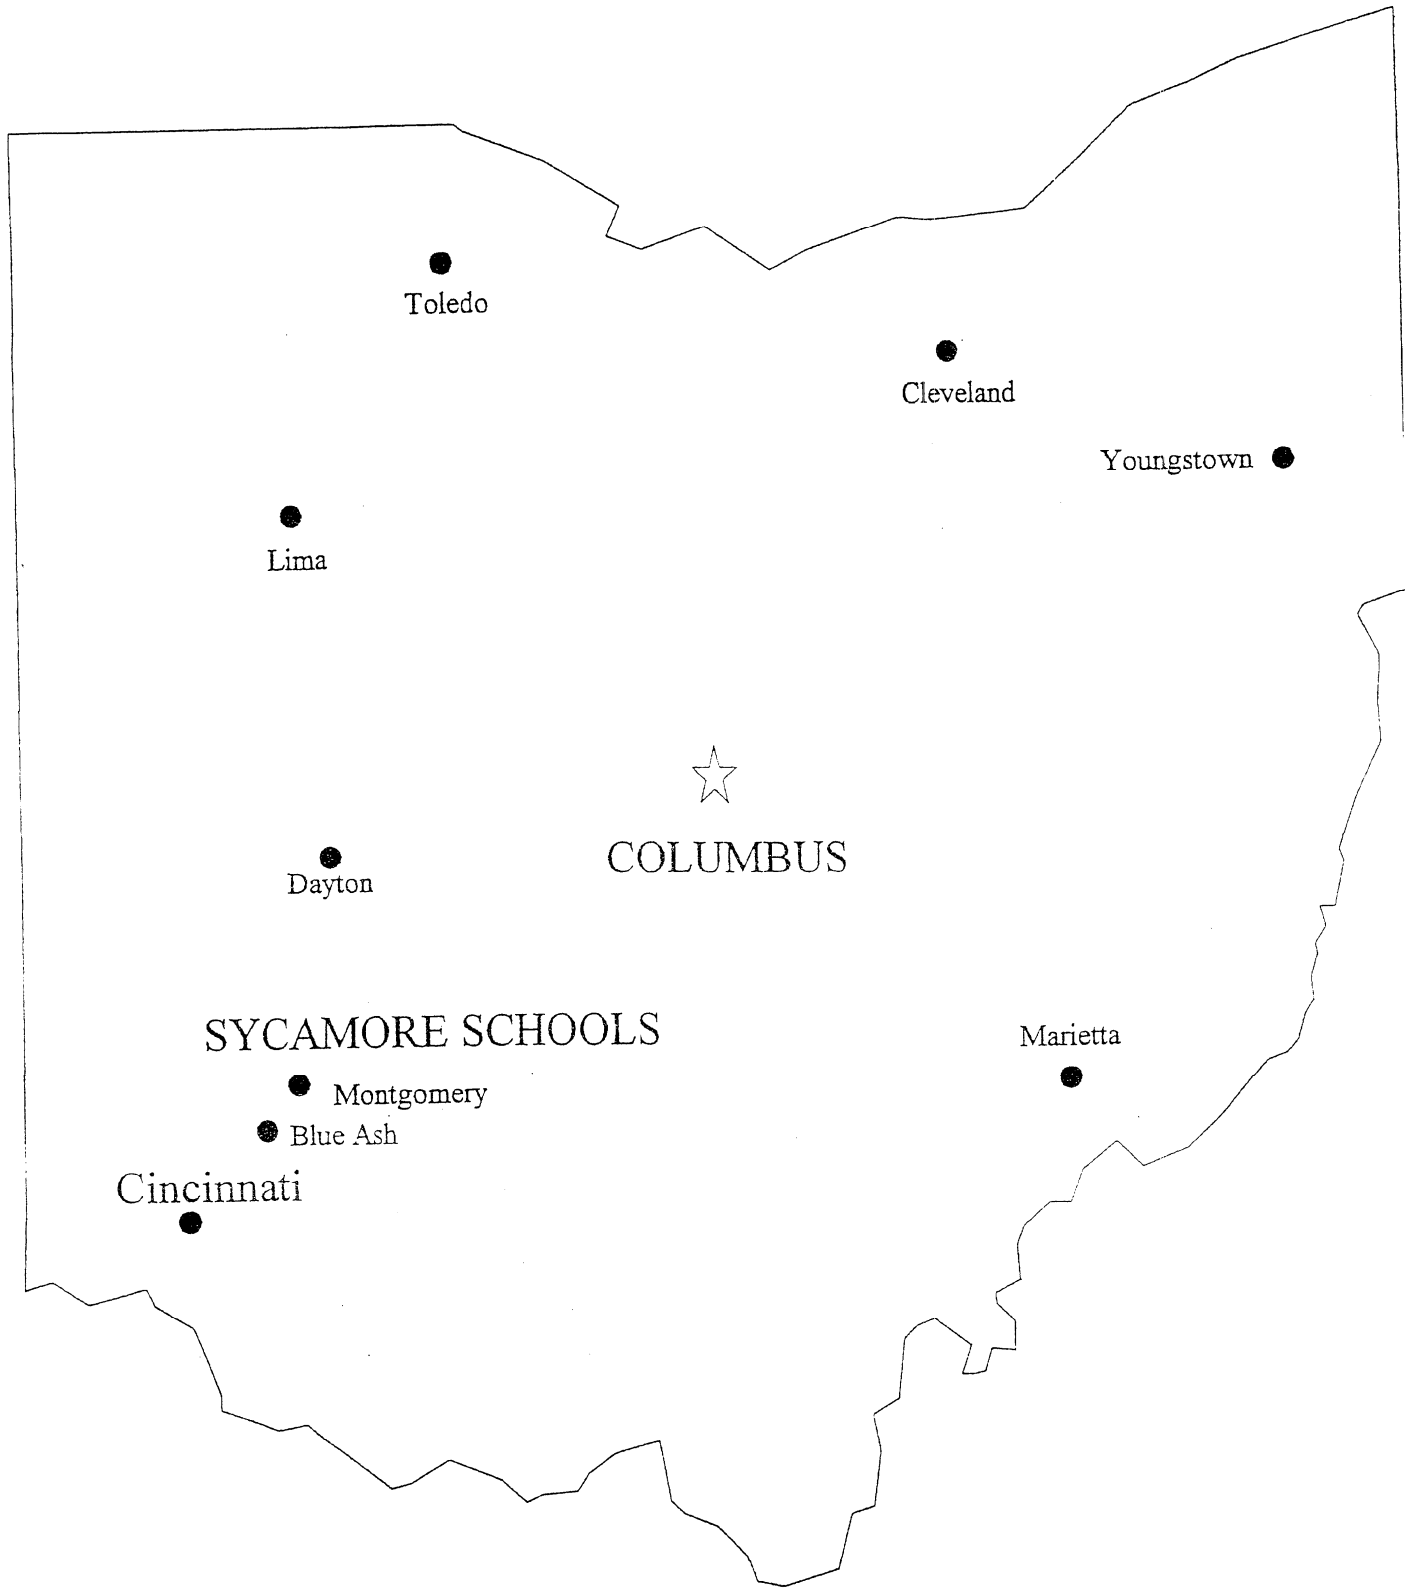 Toledo
Cleveland
Youngstown
Lima
COLUMBUS
Dayton
SYCAMORE SCHOOLS
Marietta
Montgomery
Blue Ash
Cincinnati